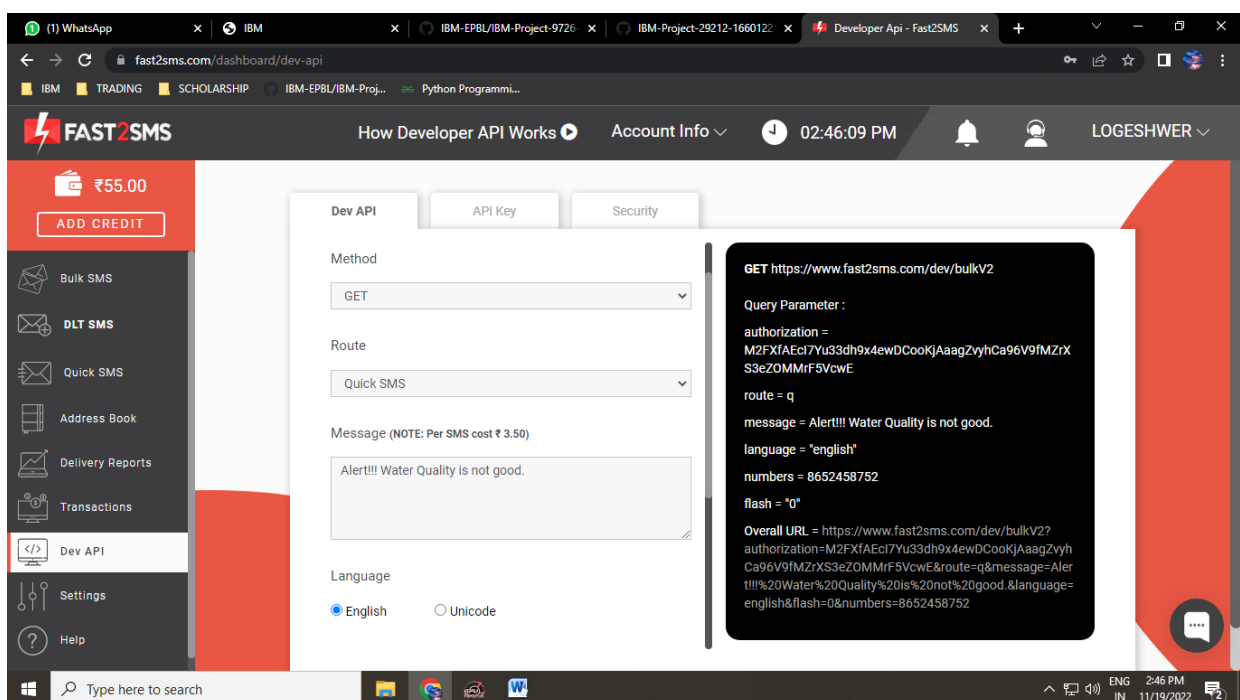 (1) WhatsApp
IBM
IBM-EPBL/IBM-Project-9726-
IBM-Project-29212-1660122
Developer Api - Fast2SMS
fast2sms.com/dashboard/dev-api
IBM
TRADING
SCHOLARSHIP
IBM-EPBL/IBM-Proj...
Python Programmi...
FAST2SMS
How Developer API Works
Account Info
02:46:09 PM
LOGESHWER
₹55.00
ADD CREDIT
Bulk SMS
DLT SMS
Quick SMS
Address Book
Delivery Reports
Transactions
Dev API
Settings
Help
Dev API
API Key
Security
Method
GET
Route
Quick SMS
Message (NOTE: Per SMS cost ₹ 3.50)
Alert!!! Water Quality is not good.
Language
English
Unicode
GET https://www.fast2sms.com/dev/bulkV2
Query Parameter :
authorization =
M2FXfAEcI7Yu33dh9x4ewDCooKjAaagZvyhCa96V9fMZrX
S3eZOMMrF5VcwE
route = q
message = Alert!!! Water Quality is not good.
language = "english"
numbers = 8652458752
flash = "0"
Overall URL = https://www.fast2sms.com/dev/bulkV2?
authorization=M2FXfAEcI7Yu33dh9x4ewDCooKjAaagZvyh
Ca96V9fMZrXS3eZOMMrF5VcwE&route=q&message=Aler
t!!!%20Water%20Quality%20is%20not%20good.&language=
english&flash=0&numbers=8652458752
Type here to search
ENG
IN
2:46 PM
11/19/2022
2